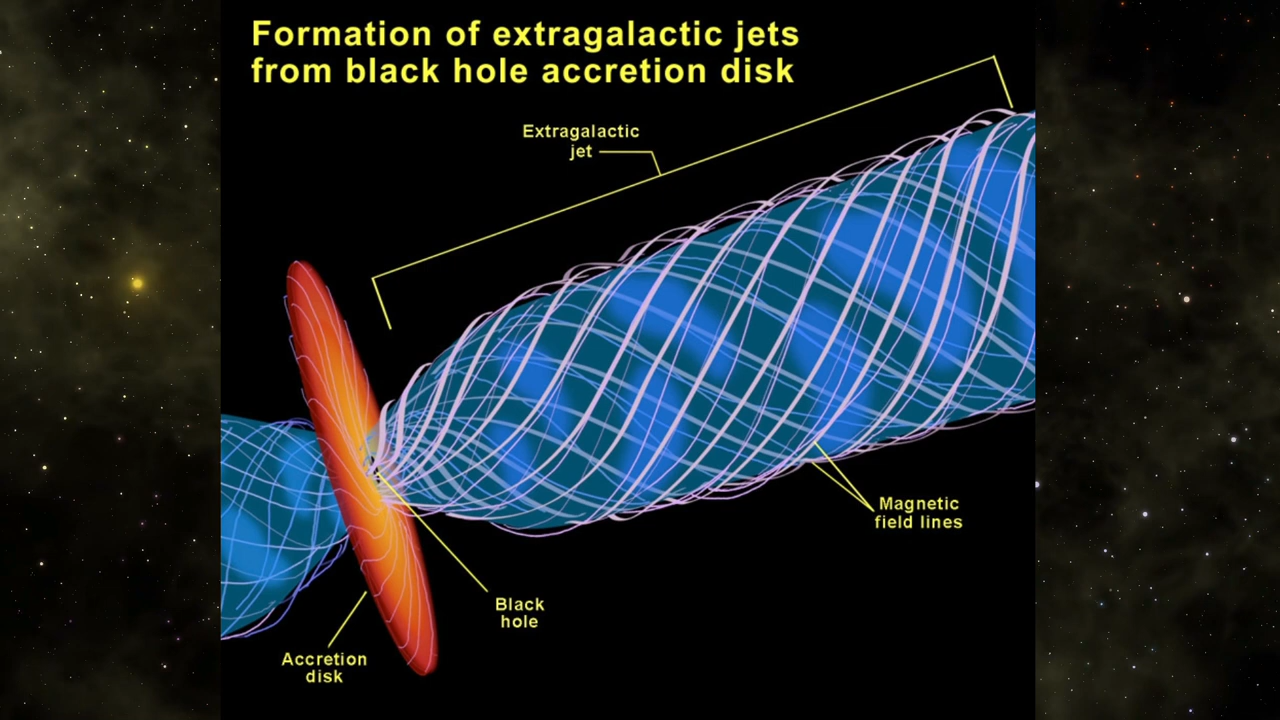 Formation of extragalactic jets
from black hole accretion disk
Extragalactic
jet
Magnetic
field lines
Black
hole
Accretion
disk